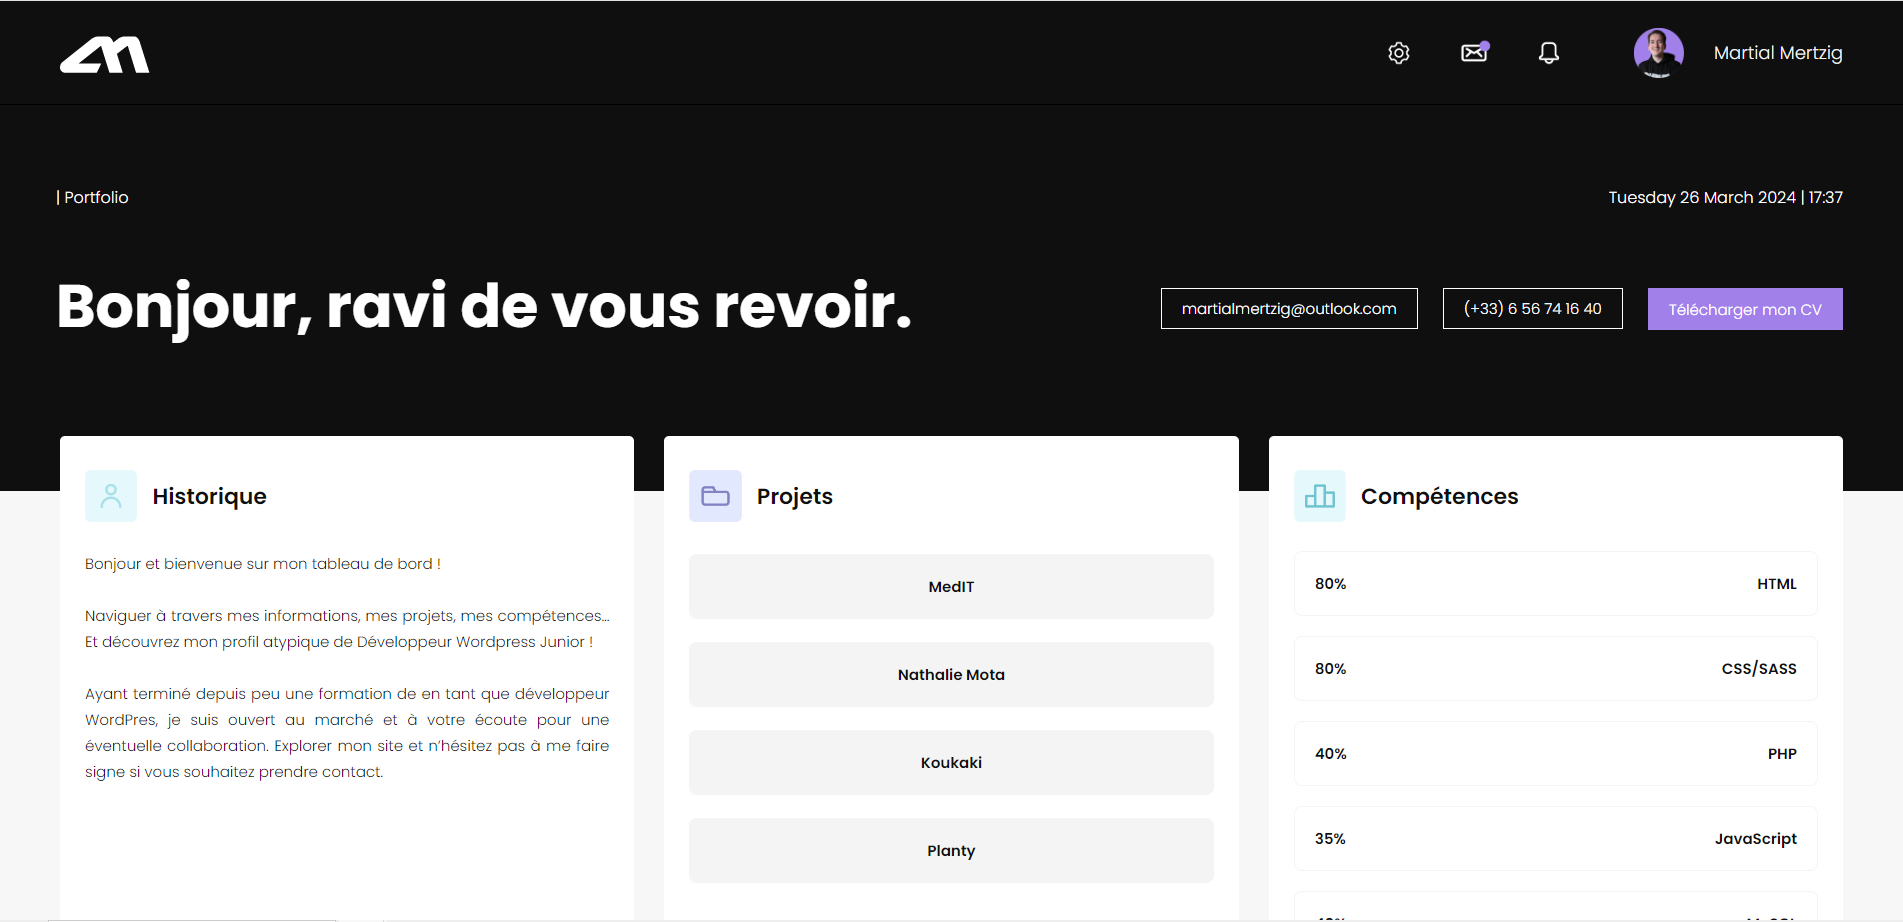 Martial Mertzig
| Portfolio
Tuesday 26 March 2024 | 17:37
Bonjour, ravi de vous revoir.
martialmertzig@outlook.com
(+33) 6 56 74 16 40
Télécharger mon CV
Historique
Bonjour et bienvenue sur mon tableau de bord !
Naviguer à travers mes informations, mes projets, mes compétences...
Et découvrez mon profil atypique de Développeur Wordpress Junior !
Ayant terminé depuis peu une formation de en tant que développeur
WordPres, je suis ouvert au marché et à votre écoute pour une
éventuelle collaboration. Explorer mon site et n’hésitez pas à me faire
signe si vous souhaitez prendre contact.
Projets
MedIT
Nathalie Mota
Koukaki
Planty
Compétences
80% HTML
80% CSS/SASS
40% PHP
35% JavaScript